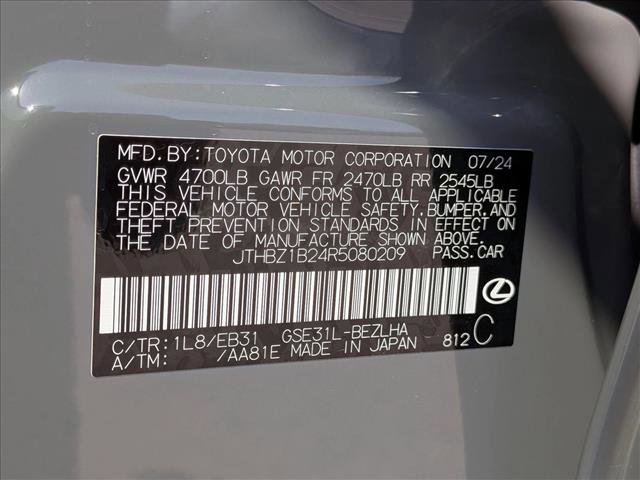 MFD.BY:TOYOTA MOTOR CORPORATION 07/24
GVWR 4700LB GAWR FR 2470LB RR 2545LB
THIS VEHICLE CONFORMS TO ALL APPLICABLE
FEDERAL MOTOR VEHICLE SAFETY,BUMPER,AND
THEFT PREVENTION STANDARDS IN EFFECT ON
THE DATE OF MANUFACTURE SHOWN ABOVE.
JTHBZ1B24R5080209 PASS.CAR
C/TR:1L8/EB31 GSE31L-BEZLHA
A/TM: /AA81E MADE IN JAPAN 812 C